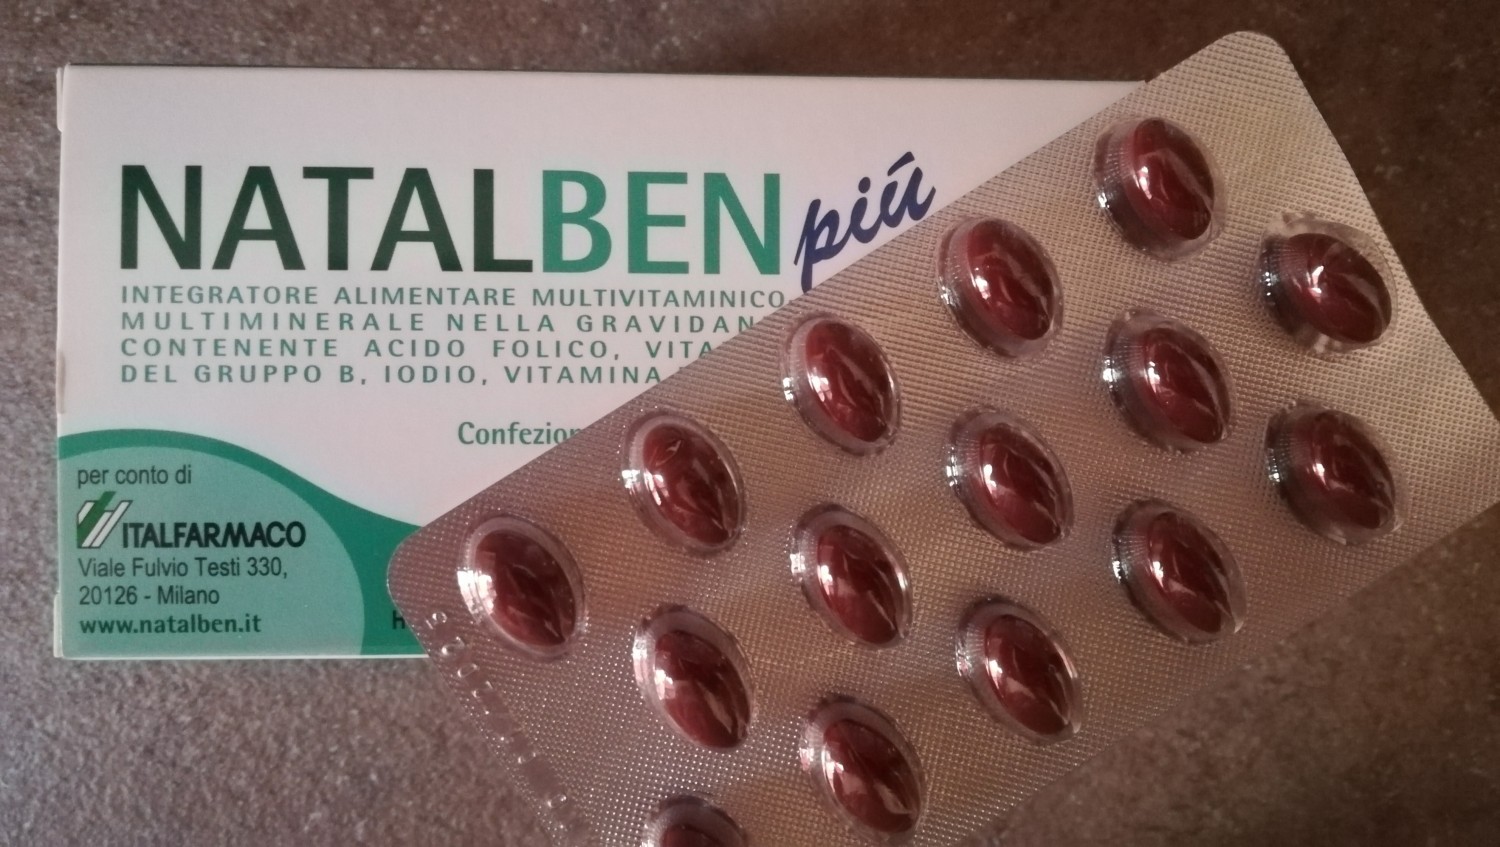 NATALBEN più
INTEGRATORE ALIMENTARE MULTIVITAMINICO-
MULTIMINERALE NELLA
CONTENENTE ACIDO FOLICO,
DEL GRUPPO B, IODIO, VITAMINA
per conto di
ITALFARMACO
Viale Fulvio Testi 330,
20126 - Milano
www.natalben.it